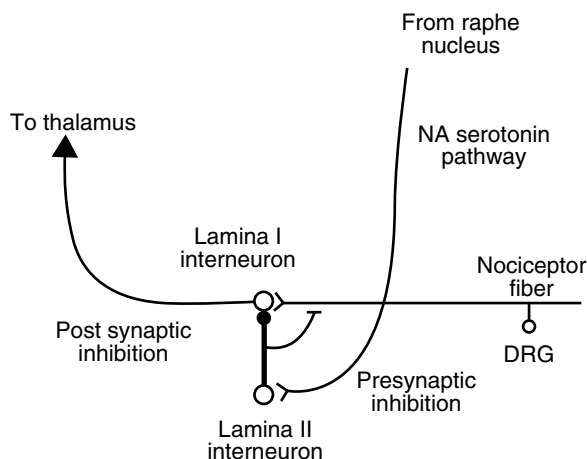 From raphe
nucleus
To thalamus
NA serotonin
pathway
Lamina I
interneuron
Nociceptor
fiber
Post synaptic
inhibition
DRG
Presynaptic
inhibition
Lamina II
interneuron